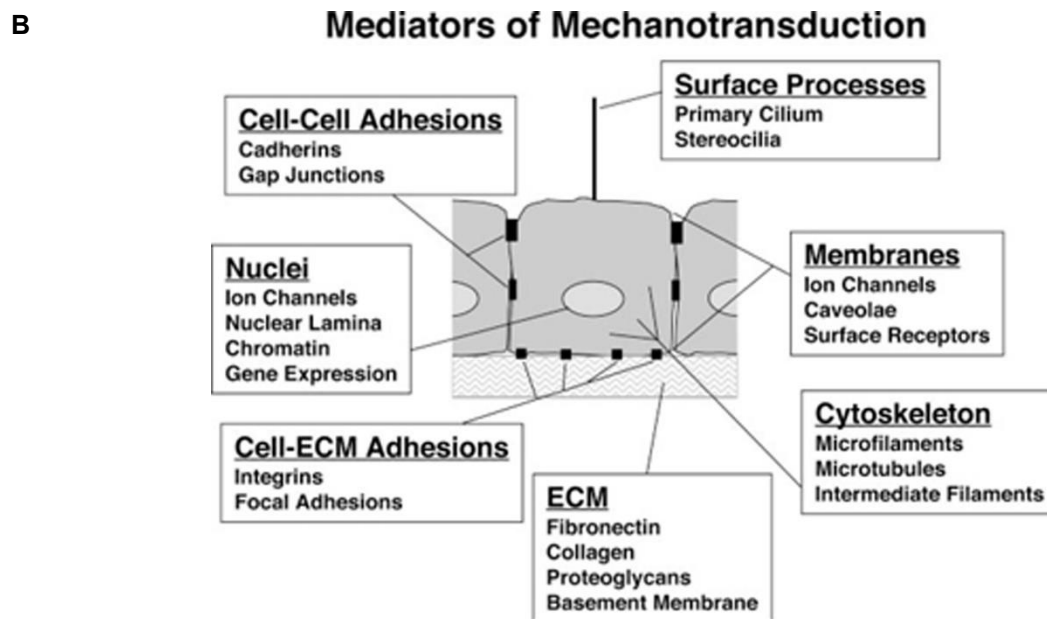 B
Mediators of Mechanotransduction
Surface Processes
Primary Cilium
Stereocilia
Cell-Cell Adhesions
Cadherins
Gap Junctions
Nuclei
Ion Channels
Nuclear Lamina
Chromatin
Gene Expression
Membranes
Ion Channels
Caveolae
Surface Receptors
Cell-ECM Adhesions
Integrins
Focal Adhesions
ECM
Fibronectin
Collagen
Proteoglycans
Basement Membrane
Cytoskeleton
Microfilaments
Microtubules
Intermediate Filaments